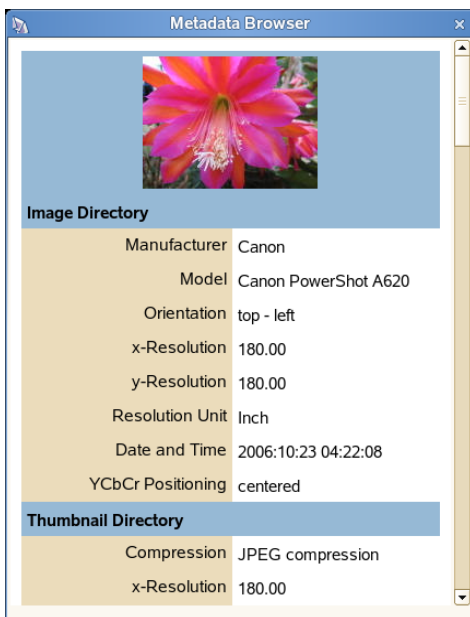 Metadata Browser
Image Directory
Manufacturer Canon
Model Canon PowerShot A620
Orientation top - left
x-Resolution 180.00
y-Resolution 180.00
Resolution Unit Inch
Date and Time 2006:10:23 04:22:08
YCbCr Positioning centered
Thumbnail Directory
Compression JPEG compression
x-Resolution 180.00